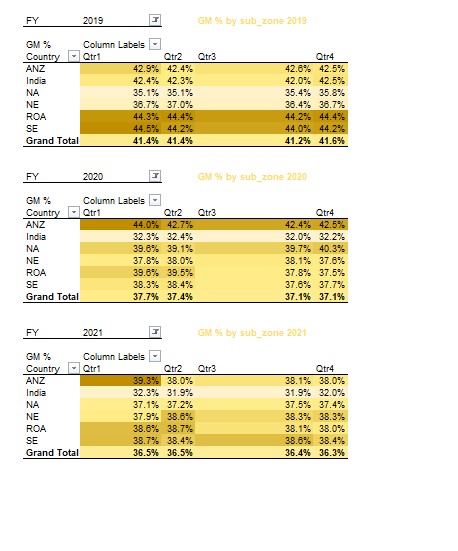 FY 2019 GM % by sub_zone 2019
GM % Column Labels
Country Qtr1 Qtr2 Qtr3 Qtr4
ANZ 42.9% 42.4% 42.6% 42.5%
India 42.4% 42.3% 42.0% 42.5%
NA 35.1% 35.1% 35.4% 35.8%
NE 36.7% 37.0% 36.4% 36.7%
ROA 44.3% 44.4% 44.2% 44.4%
SE 44.5% 44.2% 44.0% 44.2%
Grand Total 41.4% 41.4% 41.2% 41.6%
FY 2020 GM % by sub_zone 2020
GM % Column Labels
Country Qtr1 Qtr2 Qtr3 Qtr4
ANZ 44.0% 42.7% 42.4% 42.5%
India 32.3% 32.4% 32.0% 32.2%
NA 39.6% 39.1% 39.7% 40.3%
NE 37.8% 38.0% 38.1% 37.6%
ROA 39.6% 39.5% 37.8% 37.5%
SE 38.3% 38.4% 37.6% 37.7%
Grand Total 37.7% 37.4% 37.1% 37.1%
FY 2021 GM % by sub_zone 2021
GM % Column Labels
Country Qtr1 Qtr2 Qtr3 Qtr4
ANZ 39.3% 38.0% 38.1% 38.0%
India 32.3% 31.9% 31.9% 32.0%
NA 37.1% 37.2% 37.5% 37.4%
NE 37.9% 38.6% 38.3% 38.3%
ROA 38.6% 38.7% 38.1% 38.0%
SE 38.7% 38.4% 38.6% 38.4%
Grand Total 36.5% 36.5% 36.4% 36.3%